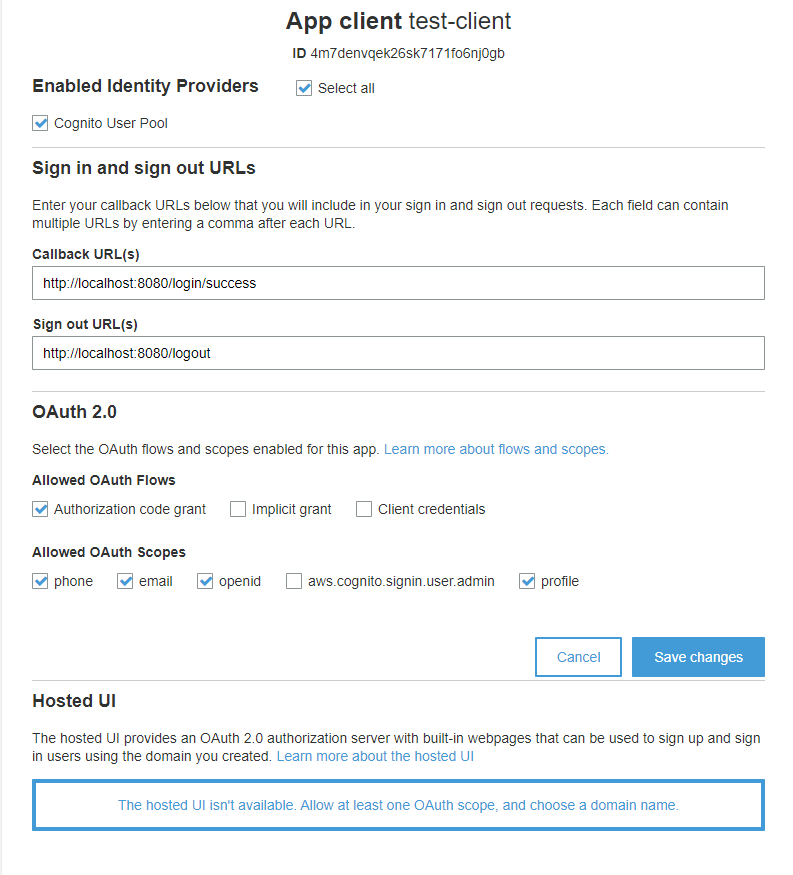 App client test-client
ID 4m7denvqek26sk7171fo6nj0gb
Enabled Identity Providers
Select all
Cognito User Pool
Sign in and sign out URLs
Enter your callback URLs below that you will include in your sign in and sign out requests. Each field can contain
multiple URLs by entering a comma after each URL.
Callback URL(s)
http://localhost:8080/login/success
Sign out URL(s)
http://localhost:8080/logout
OAuth 2.0
Select the OAuth flows and scopes enabled for this app. Learn more about flows and scopes.
Allowed OAuth Flows
Authorization code grant Implicit grant Client credentials
Allowed OAuth Scopes
phone email openid aws.cognito.signin.user.admin profile
Cancel Save changes
Hosted UI
The hosted UI provides an OAuth 2.0 authorization server with built-in webpages that can be used to sign up and sign
in users using the domain you created. Learn more about the hosted UI
The hosted UI isn't available. Allow at least one OAuth scope, and choose a domain name.